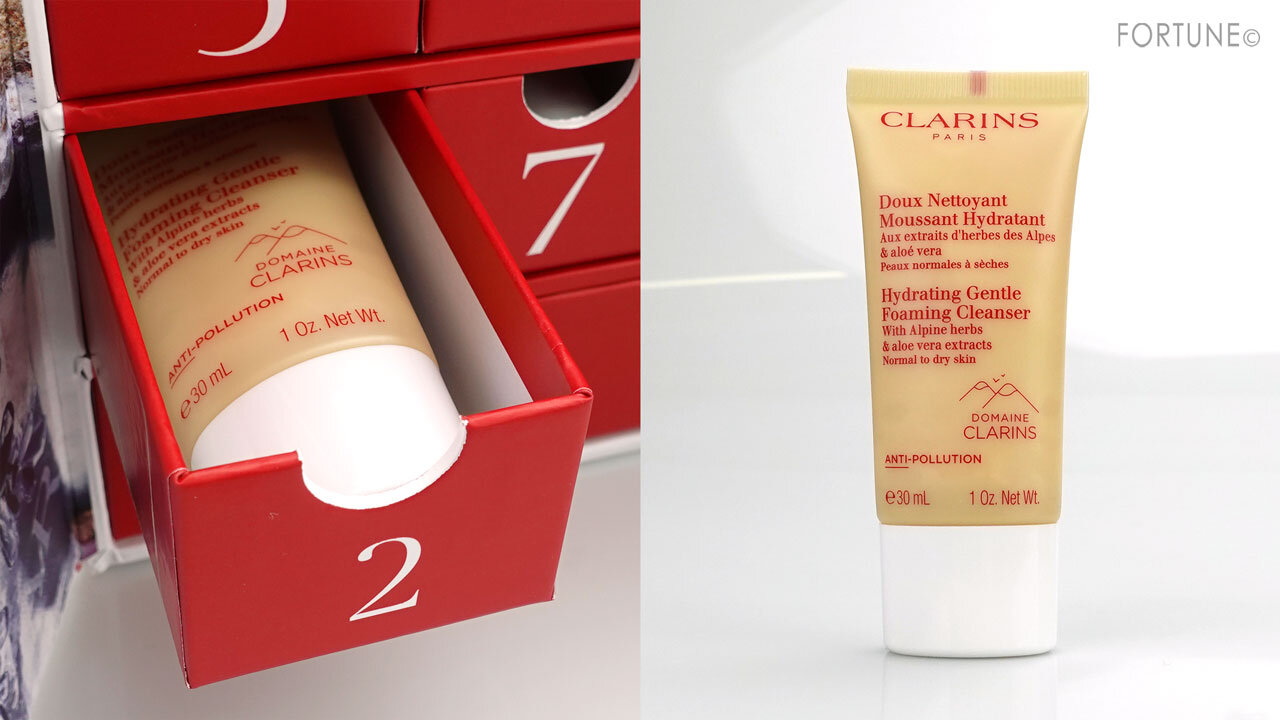 7
Hydrating Gentle
Foaming Cleanser
With Alpine herbs
& aloe vera extracts
Normal to dry skin
DOMAINE
CLARINS
ANTI-POLLUTION
℮30 mL
1 Oz. Net Wt.
2
FORTUNE©
CLARINS
PARIS
Doux Nettoyant
Moussant Hydratant
Aux extraits d'herbes des Alpes
& aloé vera
Peaux normales à sèches
Hydrating Gentle
Foaming Cleanser
With Alpine herbs
& aloe vera extracts
Normal to dry skin
DOMAINE
CLARINS
ANTI-POLLUTION
℮30 mL 1 Oz. Net Wt.